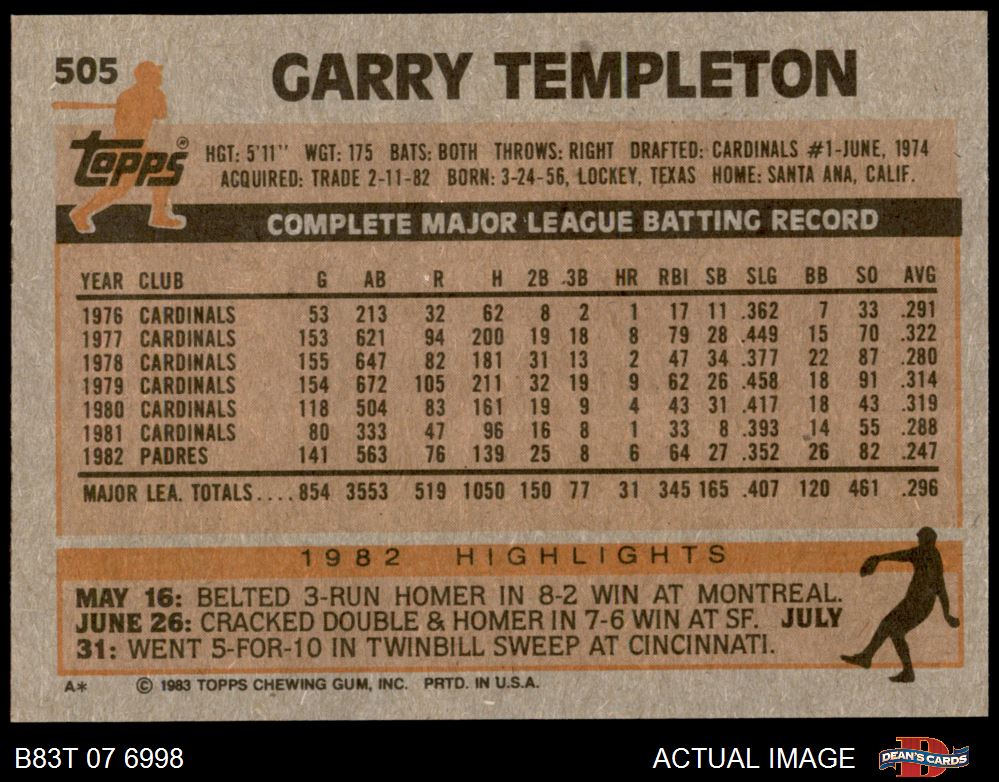 505
GARRY TEMPLETON
Topps®
HGT: 5'11" WGT: 175 BATS: BOTH THROWS: RIGHT DRAFTED: CARDINALS #1-JUNE, 1974
ACQUIRED: TRADE 2-11-82 BORN: 3-24-56, LOCKEY, TEXAS HOME: SANTA ANA, CALIF.
COMPLETE MAJOR LEAGUE BATTING RECORD
YEAR CLUB G AB R H 2B 3B HR RBI SB SLG BB SO AVG
1976 CARDINALS 53 213 32 62 8 2 1 17 11 .362 7 33 .291
1977 CARDINALS 153 621 94 200 19 18 8 79 28 .449 15 70 .322
1978 CARDINALS 155 647 82 181 31 13 2 47 34 .377 22 87 .280
1979 CARDINALS 154 672 105 211 32 19 9 62 26 .458 18 91 .314
1980 CARDINALS 118 504 83 161 19 9 4 43 31 .417 18 43 .319
1981 CARDINALS 80 333 47 96 16 8 1 33 8 .393 14 55 .288
1982 PADRES 141 563 76 139 25 8 6 64 27 .352 26 82 .247
MAJOR LEA. TOTALS....854 3553 519 1050 150 77 31 345 165 .407 120 461 .296
1982 HIGHLIGHTS
MAY 16: BELTED 3-RUN HOMER IN 8-2 WIN AT MONTREAL.
JUNE 26: CRACKED DOUBLE & HOMER IN 7-6 WIN AT SF. JULY
31: WENT 5-FOR-10 IN TWINBILL SWEEP AT CINCINNATI.
A* © 1983 TOPPS CHEWING GUM, INC. PRTD. IN U.S.A.
B83T 07 6998 ACTUAL IMAGE DEAN'S CARDS